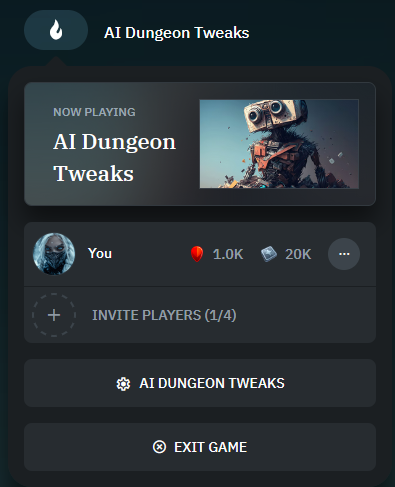 AI Dungeon Tweaks
NOW PLAYING
AI Dungeon
Tweaks
You 1.0K 20K
INVITE PLAYERS (1/4)
AI DUNGEON TWEAKS
EXIT GAME